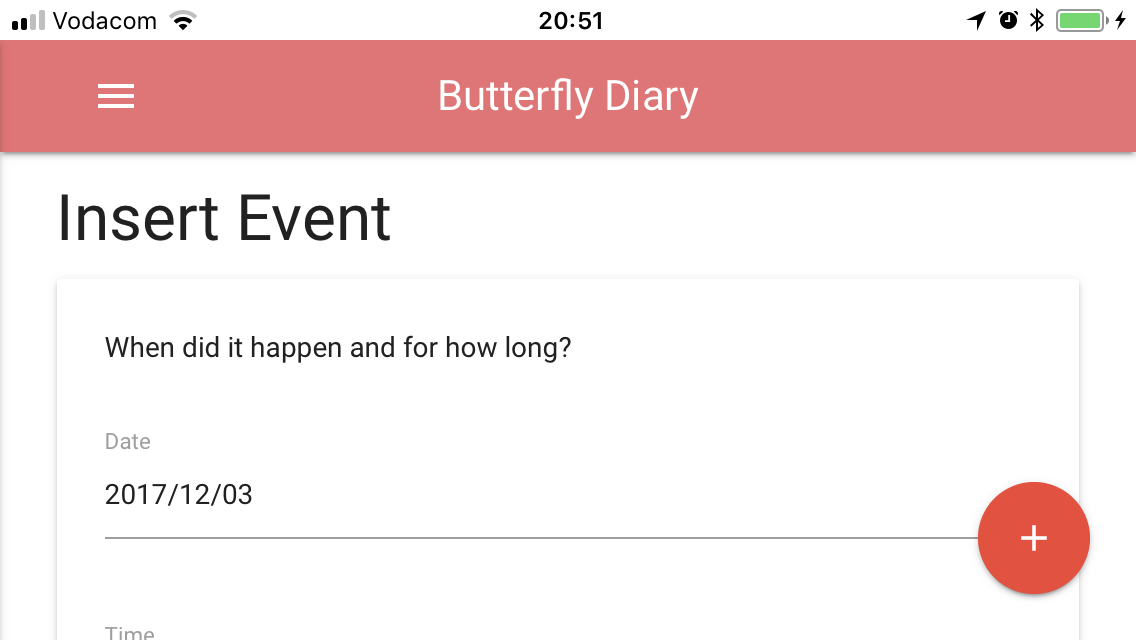 Vodacom 20:51
Butterfly Diary
Insert Event
When did it happen and for how long?
Date
2017/12/03
+
Time